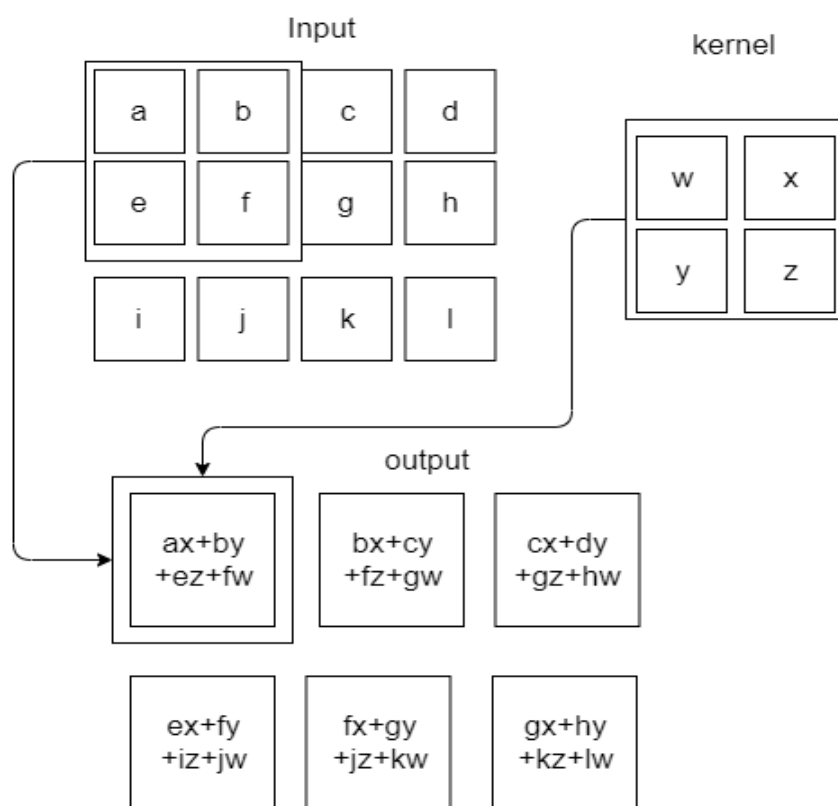 Input
kernel
a b c d
e f g h
i j k l
w x
y z
output
ax+by
+ez+fw
bx+cy
+fz+gw
cx+dy
+gz+hw
ex+fy
+iz+jw
fx+gy
+jz+kw
gx+hy
+kz+lw